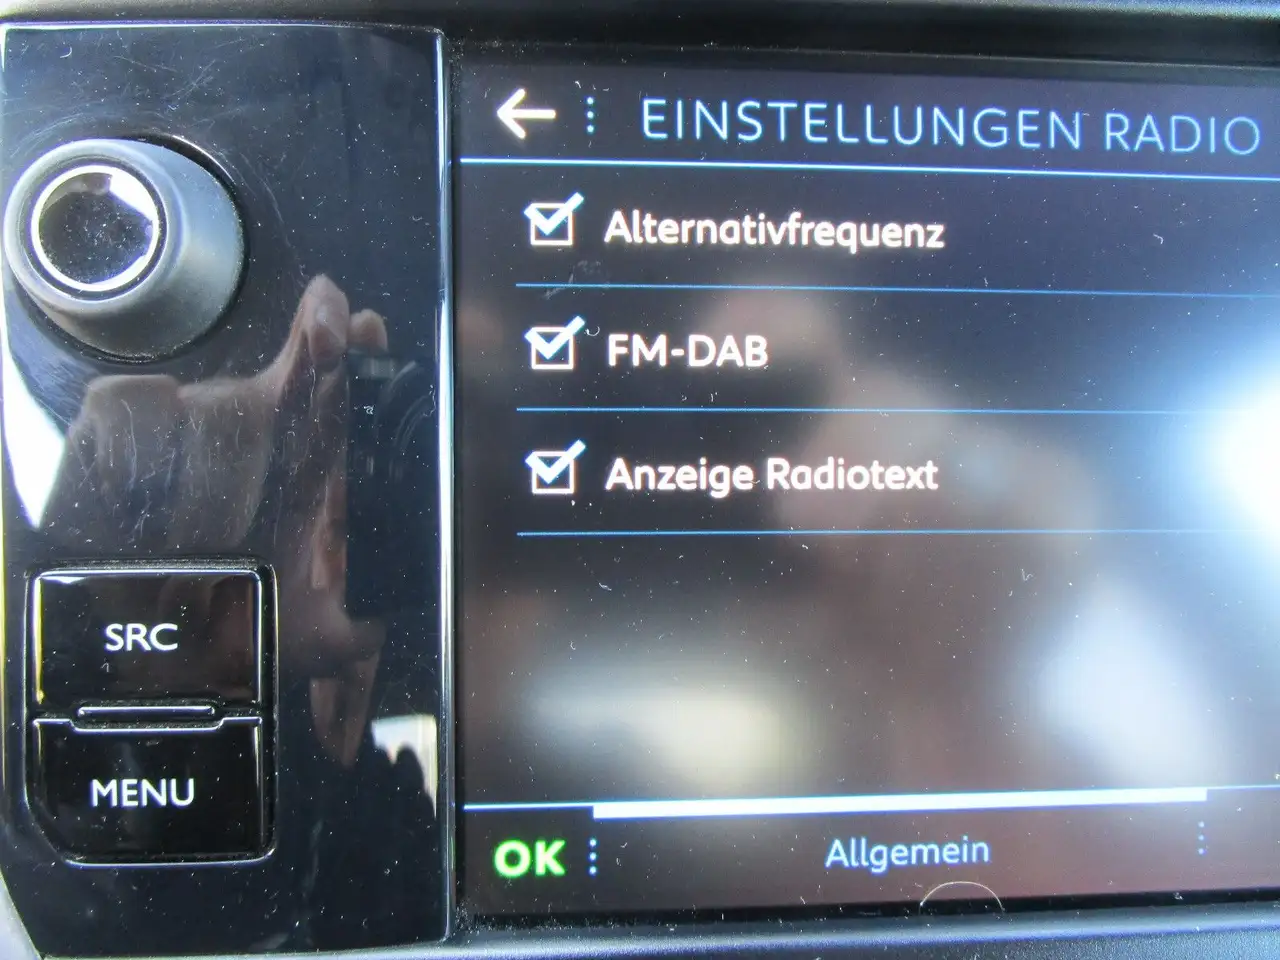 EINSTELLUNGEN RADIO
Alternativfrequenz
FM-DAB
Anzeige Radiotext
SRC
MENU
OK
Allgemein